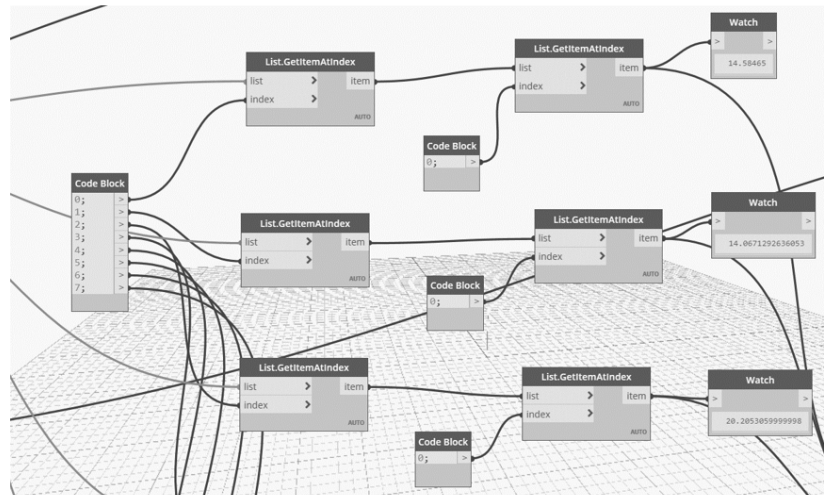 List.GetItemAtIndex
list > item
index >
AUTO
List.GetItemAtIndex
list > item
index >
AUTO
Watch
> >
14.58465
Code Block
0; >
Code Block
0; >
1; >
2; >
3; >
4; >
5; >
6; >
7; >
List.GetItemAtIndex
list > item
index >
AUTO
List.GetItemAtIndex
list > item
index >
AUTO
Watch
> >
14.0671292636053
Code Block
0; >
List.GetItemAtIndex
list > item
index >
AUTO
List.GetItemAtIndex
list > item
index >
AUTO
Watch
> >
20.2053059999998
Code Block
0; >